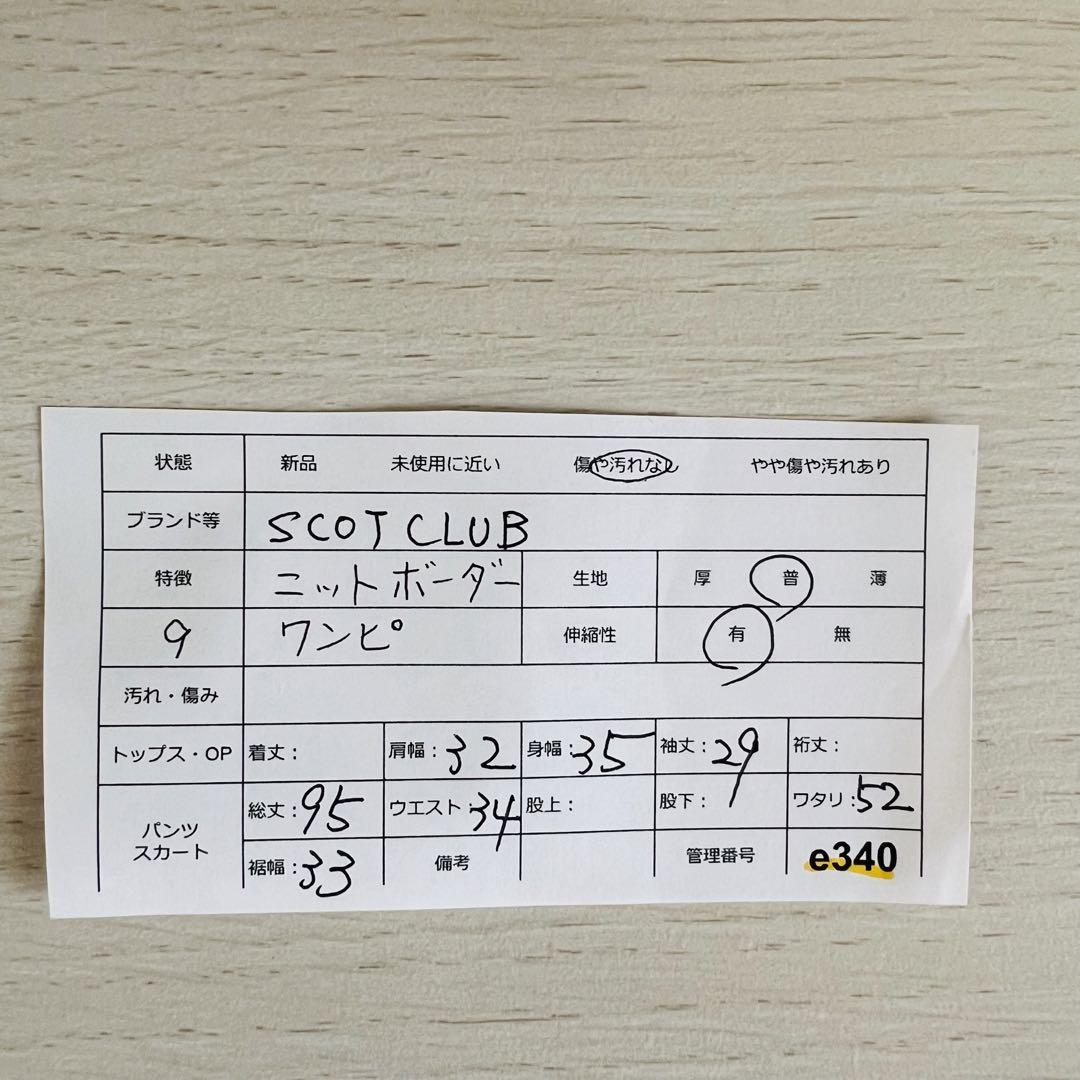 状態 新品 未使用に近い 傷や汚れなし やや傷や汚れあり
ブランド等 SCOT CLUB
特徴 ニットボーダー 生地 厚 普 薄
9 ワンピ 伸縮性 有 無
汚れ・傷み
トップス・OP 着丈： 肩幅：32 身幅：35 袖丈：29 裄丈：
パンツ
スカート
総丈：95 ウエスト：34 股上： 股下： ワタリ：52
裾幅：33 備考 管理番号 e340